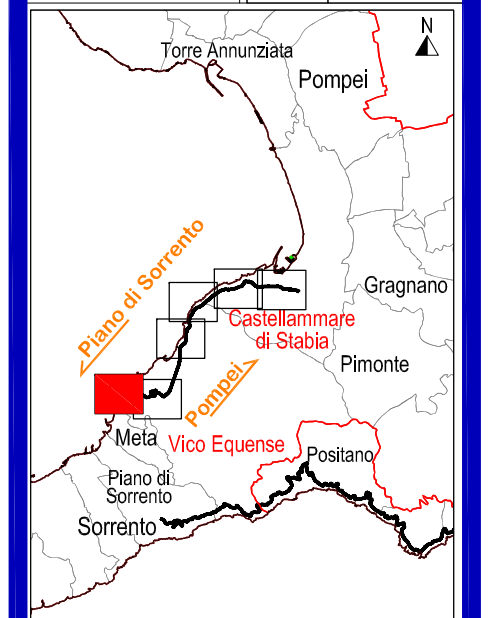 N
Torre Annunziata
Pompei
Piano di Sorrento
Gragnano
Castellammare
di Stabia
Pimonte
Pompei
Meta
Vico Equense
Positano
Piano di
Sorrento
Sorrento